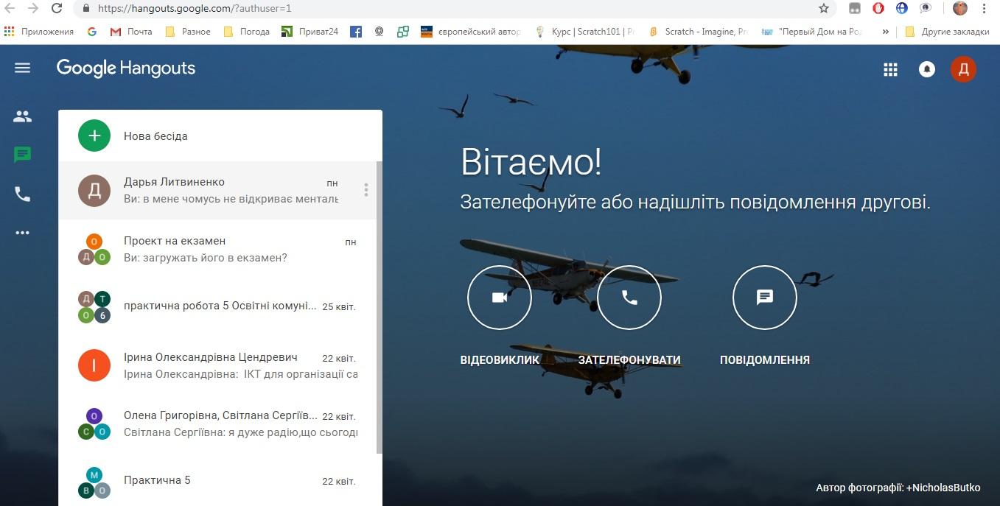 https://hangouts.google.com/?authuser=1
Приложения
Почта
Разное
Погода
Приват24
європейський автор
Курс | Scratch101 | Pr
Scratch - Imagine, Pro
"Первый Дом на Род
»
Другие закладки
Google Hangouts
Д
Нова бесіда
Д
Дарья Литвиненко
пн
Ви: в мене чомусь не відкриває менталь
О
Д О
Проект на екзамен
пн
Ви: загружать його в екзамен?
Д Т
О 6
практична робота 5 Освітні комуні...
25 квіт.
І
Ірина Олександрівна Цендревич
22 квіт.
Ірина Олександрівна: ІКТ для організації са
О
С О
Олена Григорівна, Світлана Сергіїв...
22 квіт.
Світлана Сергіївна: я дуже радію,що сьогодн
М
В О
Практична 5
22 квіт.
Вітаємо!
Зателефонуйте або надішліть повідомлення другові.
ВІДЕОВИКЛИК
ЗАТЕЛЕФОНУВАТИ
ПОВІДОМЛЕННЯ
Автор фотографії: +NicholasButko